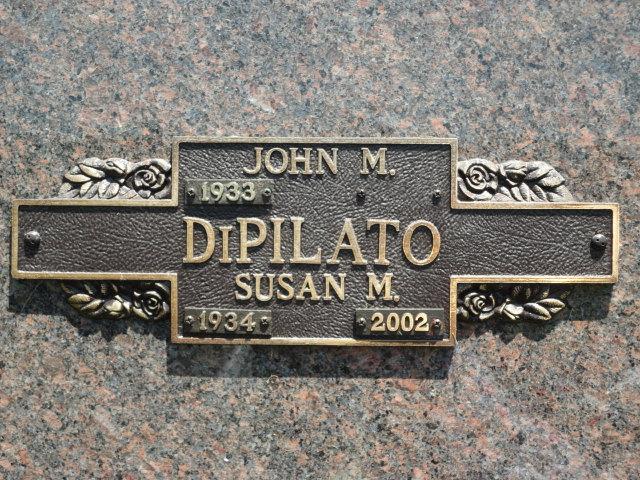 JOHN M.
1933
DIPILATO
SUSAN M.
1934 2002